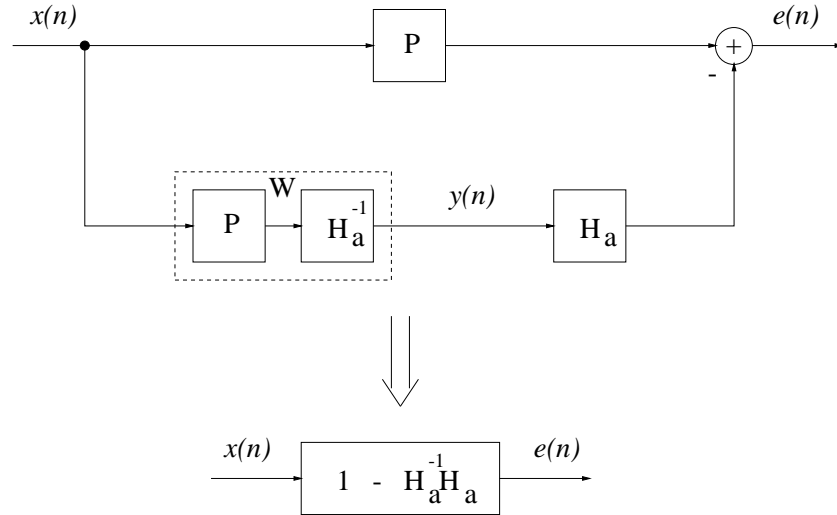 x(n)
P
e(n)
+
-
W
P
H_a^{-1}
y(n)
H_a
x(n)
1 - H_a^{-1}H_a
e(n)